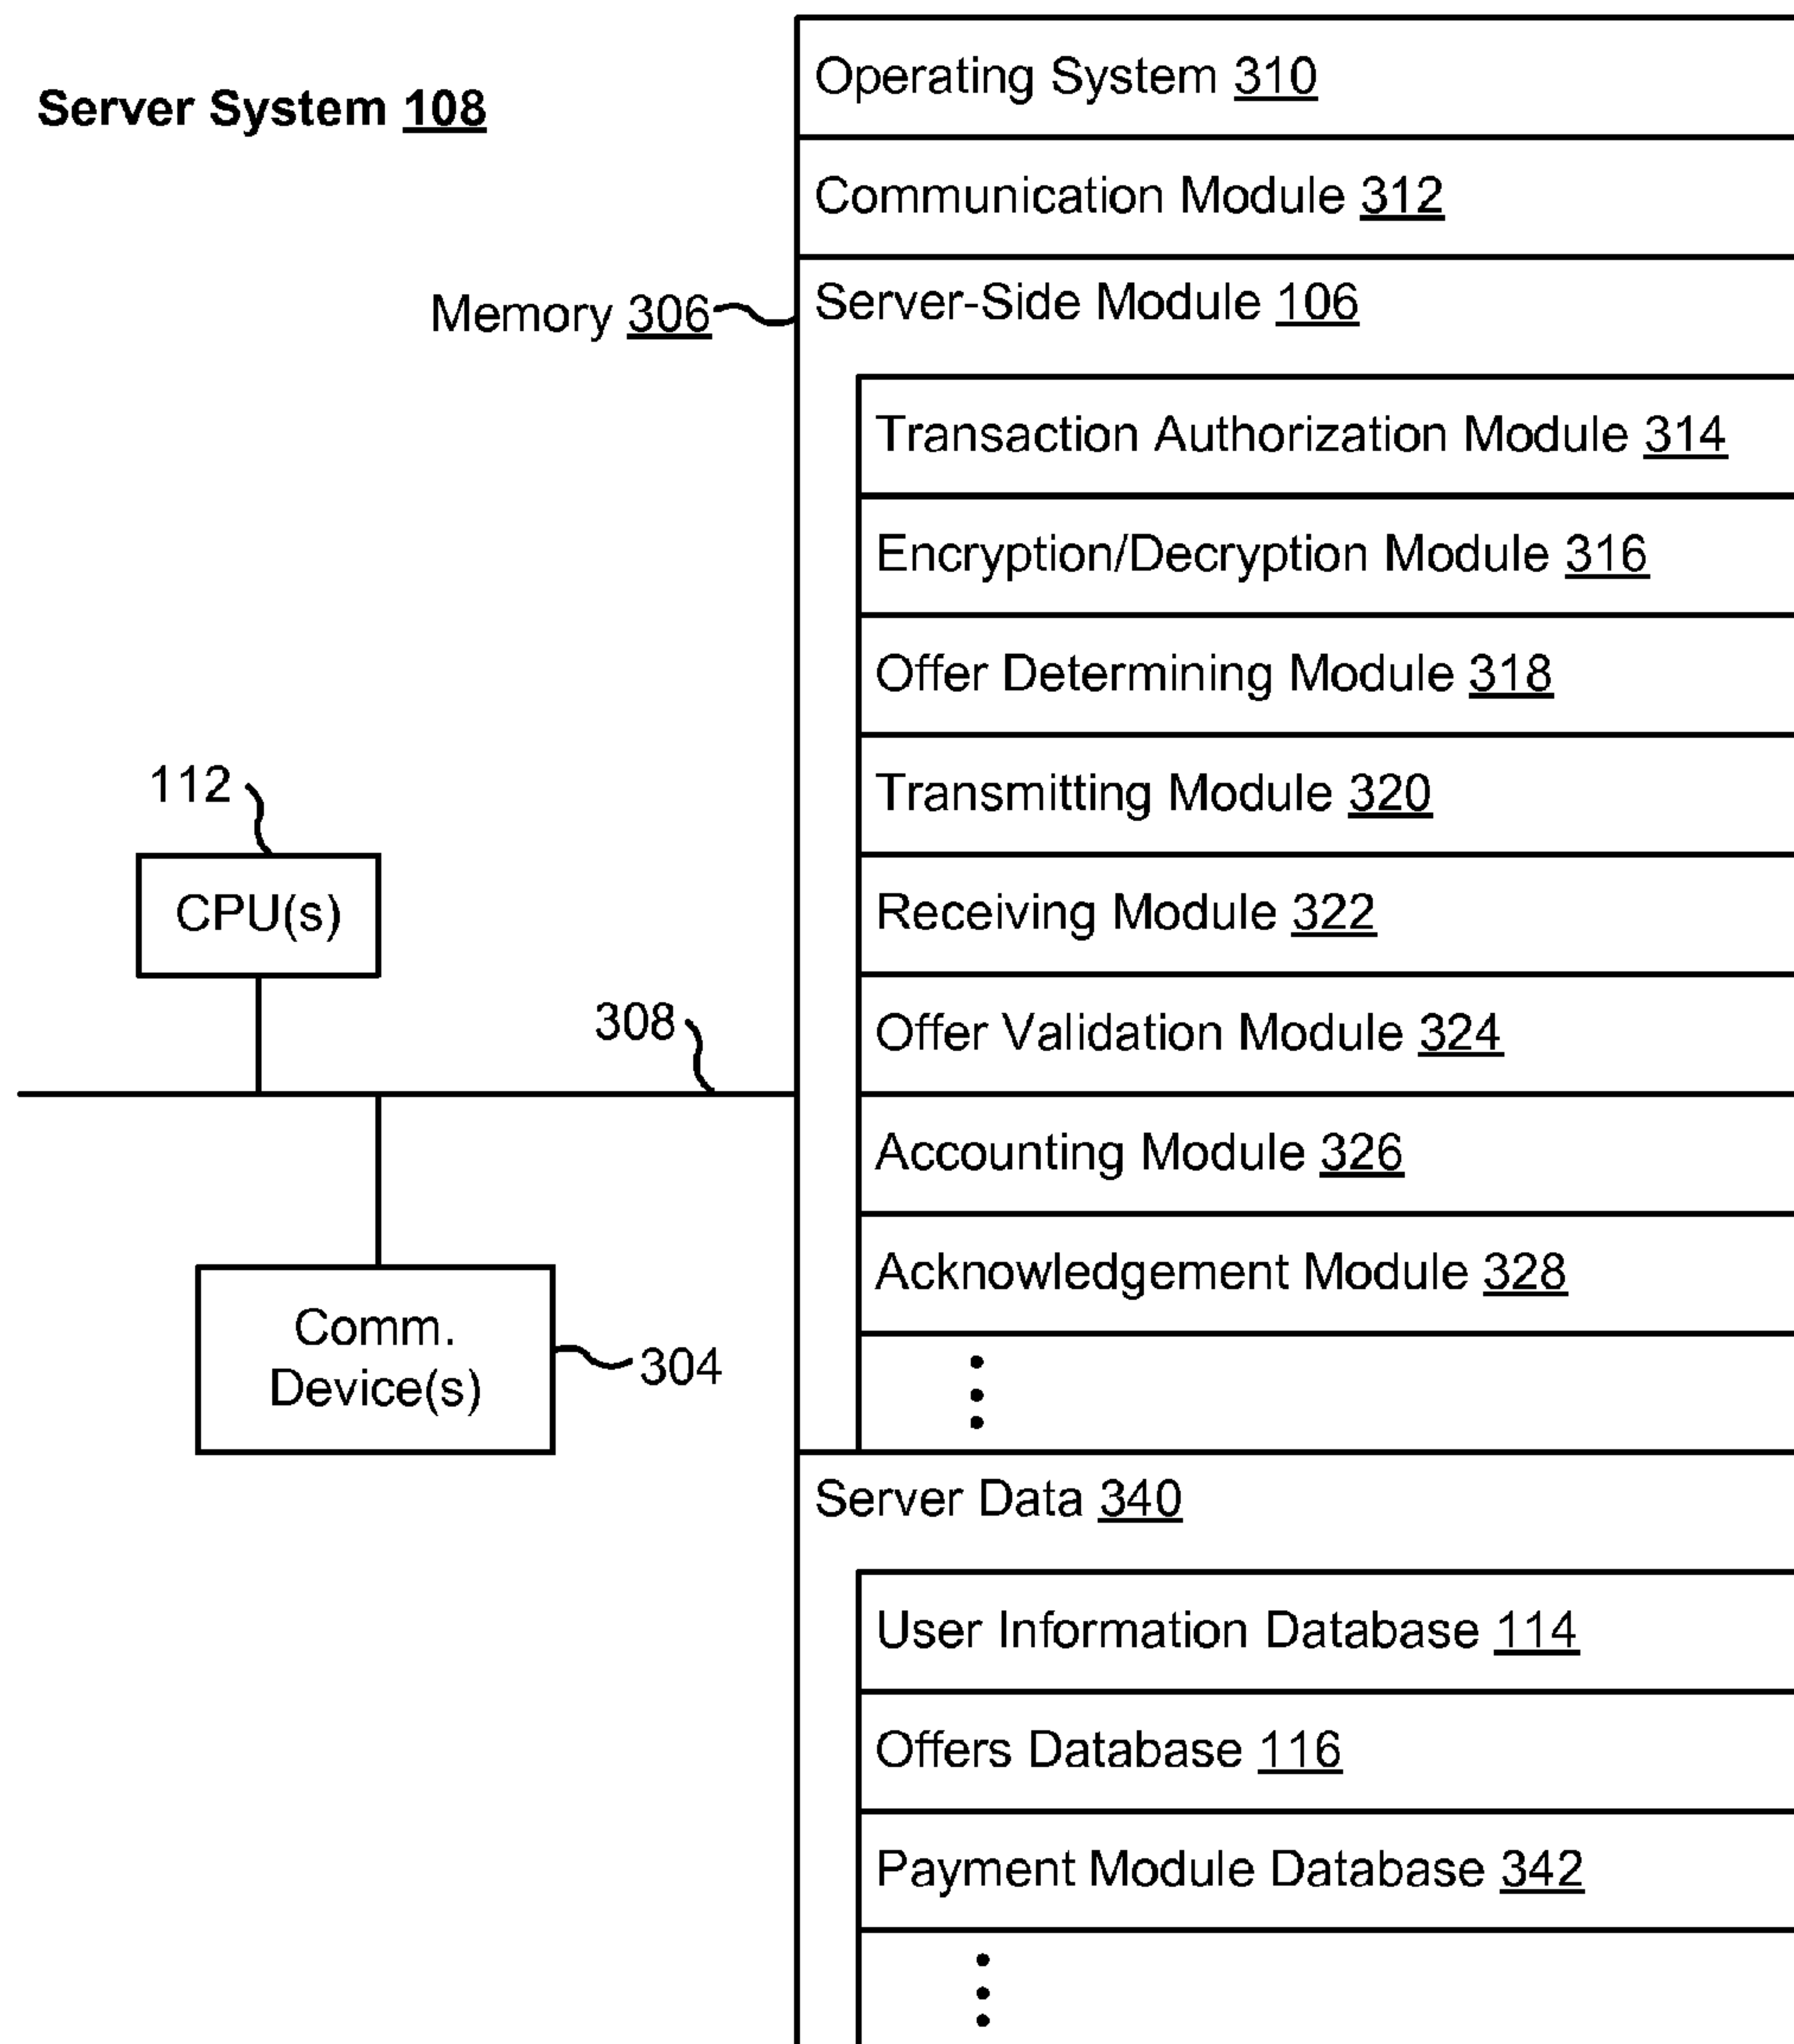 Server System 108
Operating System 310
Communication Module 312
Memory 306
Server-Side Module 106
Transaction Authorization Module 314
Encryption/Decryption Module 316
Offer Determining Module 318
Transmitting Module 320
112
CPU(s)
Receiving Module 322
308
Offer Validation Module 324
Accounting Module 326
Acknowledgement Module 328
Comm.
Device(s)
304
Server Data 340
User Information Database 114
Offers Database 116
Payment Module Database 342